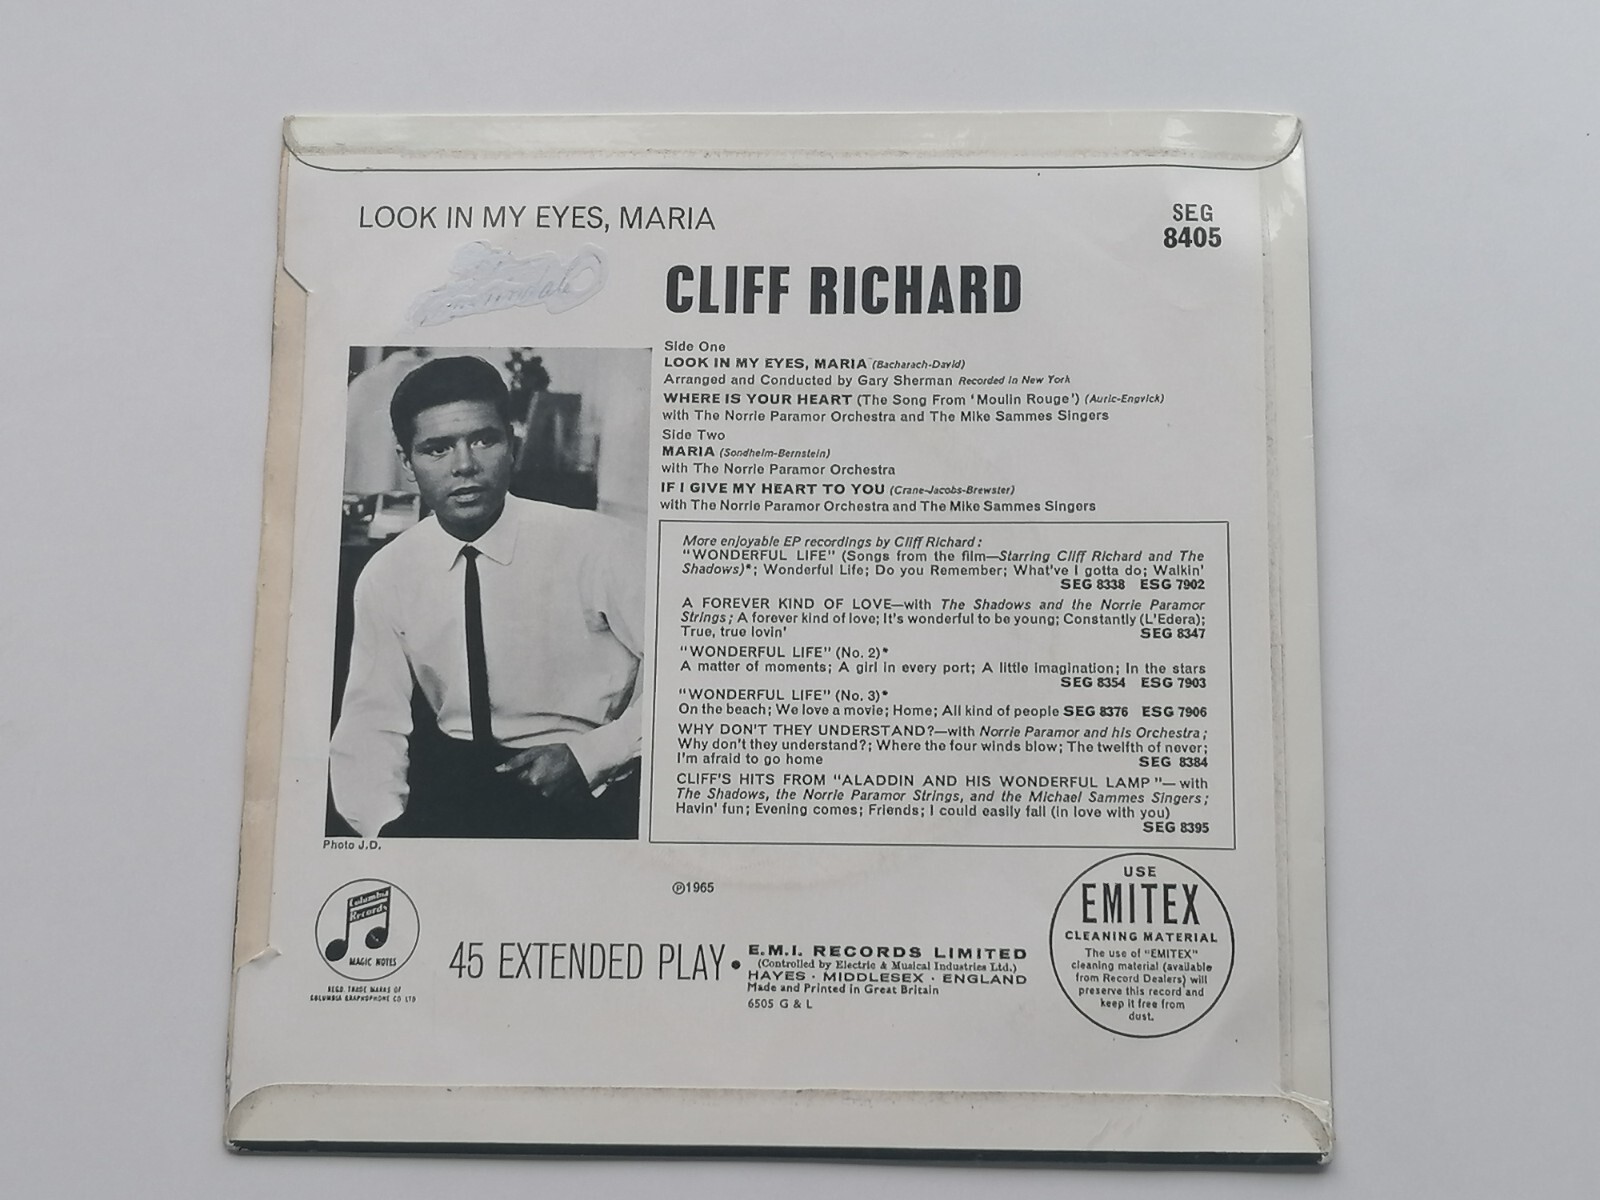 LOOK IN MY EYES, MARIA
SEG
8405
CLIFF RICHARD
Side One
LOOK IN MY EYES, MARIA (Bacharach-David)
Arranged and Conducted by Gary Sherman Recorded in New York
WHERE IS YOUR HEART (The Song From 'Moulin Rouge') (Auric-Engvick)
with The Norrie Paramor Orchestra and The Mike Sammes Singers
Side Two
MARIA (Sondheim-Bernstein)
with The Norrie Paramor Orchestra
IF I GIVE MY HEART TO YOU (Crane-Jacobs-Brewster)
with The Norrie Paramor Orchestra and The Mike Sammes Singers
More enjoyable EP recordings by Cliff Richard:
"WONDERFUL LIFE" (Songs from the film—Starring Cliff Richard and The
Shadows)*; Wonderful Life; Do you Remember; What've I gotta do; Walkin'
SEG 8338 ESG 7902
A FOREVER KIND OF LOVE—with The Shadows and the Norrie Paramor
Strings; A forever kind of love; It's wonderful to be young; Constantly (L'Edera);
True, true lovin' SEG 8347
"WONDERFUL LIFE" (No. 2)*
A matter of moments; A girl in every port; A little imagination; In the stars
SEG 8354 ESG 7903
"WONDERFUL LIFE" (No. 3)*
On the beach; We love a movie; Home; All kind of people SEG 8376 ESG 7906
WHY DON'T THEY UNDERSTAND?—with Norrie Paramor and his Orchestra;
Why don't they understand?; Where the four winds blow; The twelfth of never;
I'm afraid to go home SEG 8384
CLIFF'S HITS FROM "ALADDIN AND HIS WONDERFUL LAMP"—with
The Shadows, the Norrie Paramor Strings, and the Michael Sammes Singers;
Havin' fun; Evening comes; Friends; I could easily fall (in love with you)
SEG 8395
Photo J.D.
℗1965
Columbia
Records
MAGIC NOTES
REGD. TRADE MARKS OF
COLUMBIA GRAPHOPHONE CO LTD
45 EXTENDED PLAY •
E.M.I. RECORDS LIMITED
(Controlled by Electric & Musical Industries Ltd.)
HAYES · MIDDLESEX · ENGLAND
Made and Printed in Great Britain
6505 G & L
USE
EMITEX
CLEANING MATERIAL
The use of "EMITEX"
cleaning material (available
from Record Dealers) will
preserve this record and
keep it free from
dust.